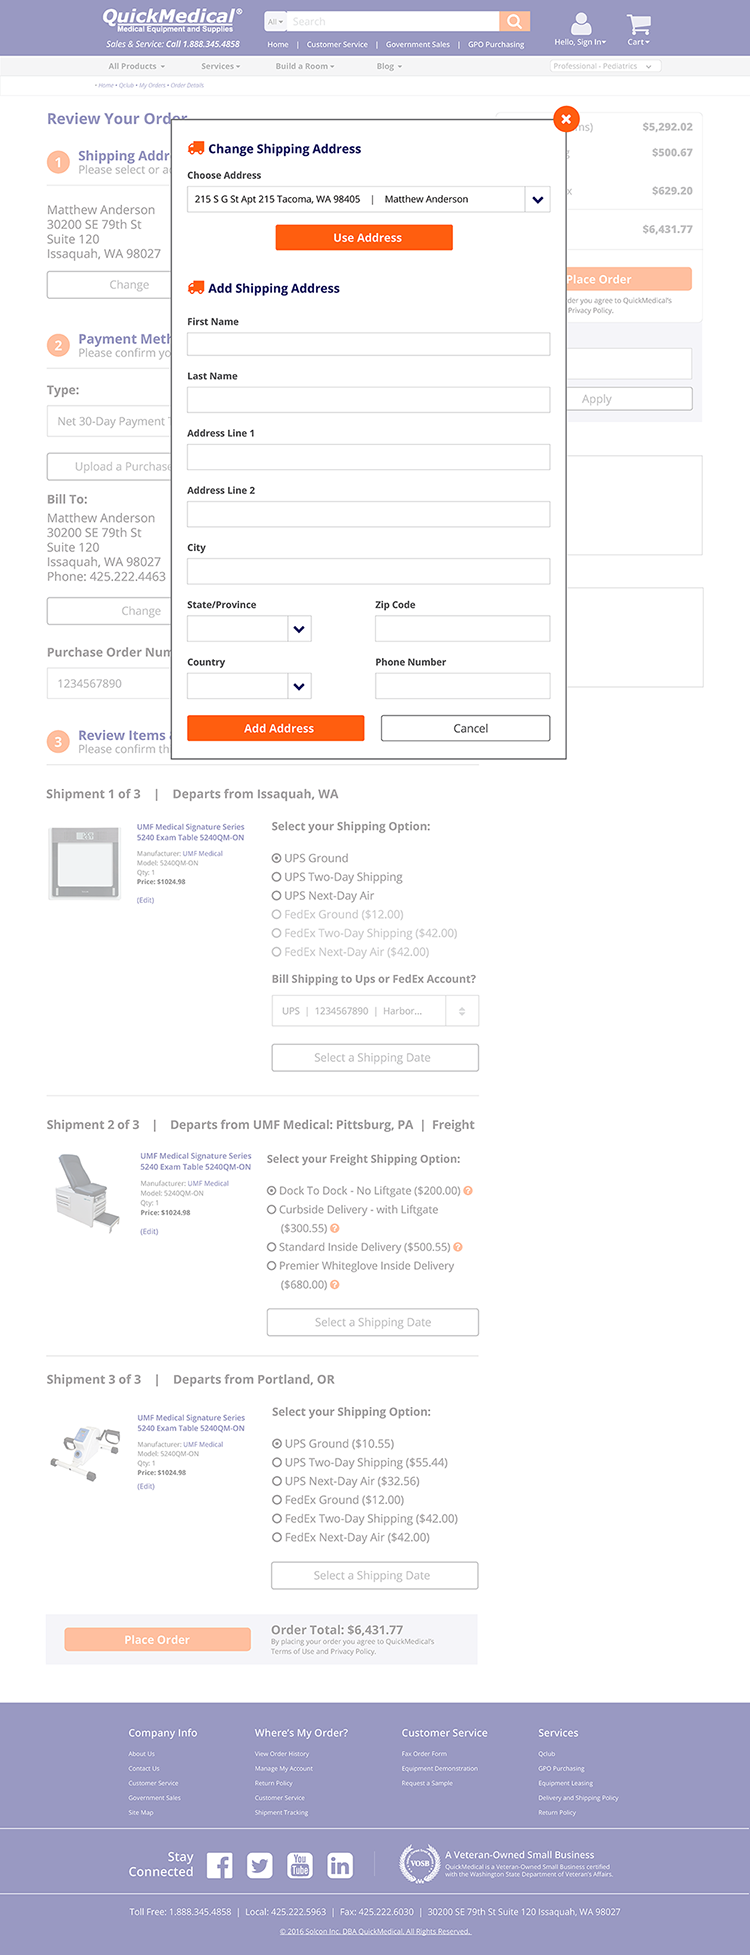 QuickMedical®
Medical Equipment and Supplies
Sales & Service: Call 1.888.345.4858
All
Search
Home | Customer Service | Government Sales | GPO Purchasing
Hello, Sign In
Cart
All Products
Services
Build a Room
Blog
Professional - Pediatrics
• Home • Qclub • My Orders • Order Details
Review Your Order
1
Shipping Addr
Please select or a
Matthew Anderson
30200 SE 79th St
Suite 120
Issaquah, WA 98027
Change
2
Payment Meth
Please confirm yo
Type:
Net 30-Day Payment
Upload a Purchase
Bill To:
Matthew Anderson
30200 SE 79th St
Suite 120
Issaquah, WA 98027
Phone: 425.222.4463
Change
Purchase Order Num
1234567890
3
Review Items
Please confirm th
Change Shipping Address
Choose Address
215 S G St Apt 215 Tacoma, WA 98405 | Matthew Anderson
Use Address
Add Shipping Address
First Name
Last Name
Address Line 1
Address Line 2
City
State/Province
Zip Code
Country
Phone Number
Add Address
Cancel
ms)
$5,292.02
$500.67
x
$629.20
$6,431.77
Place Order
der you agree to QuickMedical's
Privacy Policy.
Apply
Shipment 1 of 3 | Departs from Issaquah, WA
UMF Medical Signature Series
5240 Exam Table 5240QM-ON
Manufacturer: UMF Medical
Model: 5240QM-ON
Qty: 1
Price: $1024.98
(Edit)
Select your Shipping Option:
UPS Ground
UPS Two-Day Shipping
UPS Next-Day Air
FedEx Ground ($12.00)
FedEx Two-Day Shipping ($42.00)
FedEx Next-Day Air ($42.00)
Bill Shipping to Ups or FedEx Account?
UPS | 1234567890 | Harbor...
Select a Shipping Date
Shipment 2 of 3 | Departs from UMF Medical: Pittsburg, PA | Freight
UMF Medical Signature Series
5240 Exam Table 5240QM-ON
Manufacturer: UMF Medical
Model: 5240QM-ON
Qty: 1
Price: $1024.98
(Edit)
Select your Freight Shipping Option:
Dock To Dock - No Liftgate ($200.00) ?
Curbside Delivery - with Liftgate
($300.55) ?
Standard Inside Delivery ($500.55) ?
Premier Whiteglove Inside Delivery
($680.00) ?
Select a Shipping Date
Shipment 3 of 3 | Departs from Portland, OR
UMF Medical Signature Series
5240 Exam Table 5240QM-ON
Manufacturer: UMF Medical
Model: 5240QM-ON
Qty: 1
Price: $1024.98
(Edit)
Select your Shipping Option:
UPS Ground ($10.55)
UPS Two-Day Shipping ($55.44)
UPS Next-Day Air ($32.56)
FedEx Ground ($12.00)
FedEx Two-Day Shipping ($42.00)
FedEx Next-Day Air ($42.00)
Select a Shipping Date
Place Order
Order Total: $6,431.77
By placing your order you agree to QuickMedical's
Terms of Use and Privacy Policy.
Company Info
About Us
Contact Us
Customer Service
Government Sales
Site Map
Where's My Order?
View Order History
Manage My Account
Return Policy
Customer Service
Shipment Tracking
Customer Service
Fax Order Form
Equipment Demonstration
Request a Sample
Services
Qclub
GPO Purchasing
Equipment Leasing
Delivery and Shipping Policy
Return Policy
Stay
Connected
You
Tube
VOSB
A Veteran-Owned Small Business
QuickMedical is a Veteran-Owned Small Business certified
with the Washington State Department of Veteran's Affairs.
Toll Free: 1.888.345.4858 | Local: 425.222.5963 | Fax: 425.222.6030 | 30200 SE 79th St Suite 120 Issaquah, WA 98027
© 2016 Solcon Inc. DBA QuickMedical. All Rights Reserved.